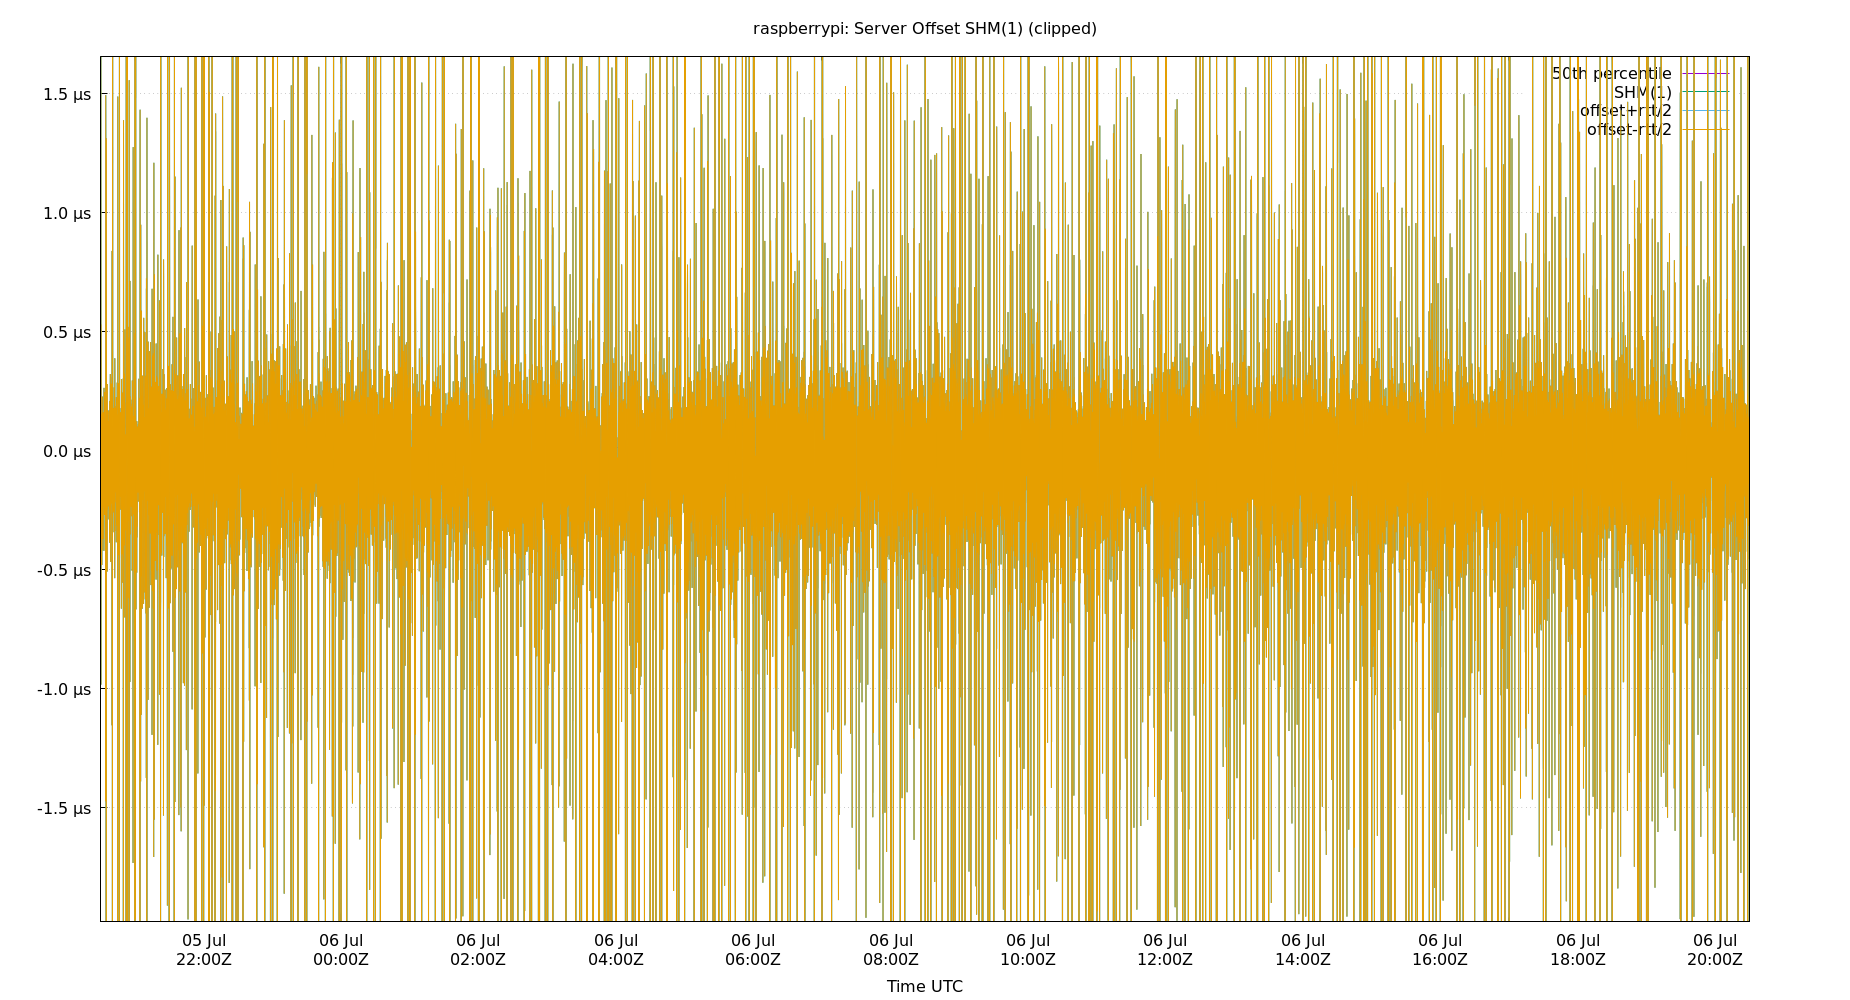 raspberrypi: Server Offset SHM(1) (clipped)
50th percentile
SHM(1)
offset+rtt/2
offset-rtt/2
1.5 µs
1.0 µs
0.5 µs
0.0 µs
-0.5 µs
-1.0 µs
-1.5 µs
05 Jul 06 Jul 06 Jul 06 Jul 06 Jul 06 Jul 06 Jul 06 Jul 06 Jul 06 Jul 06 Jul 06 Jul
22:00Z 00:00Z 02:00Z 04:00Z 06:00Z 08:00Z 10:00Z 12:00Z 14:00Z 16:00Z 18:00Z 20:00Z
Time UTC